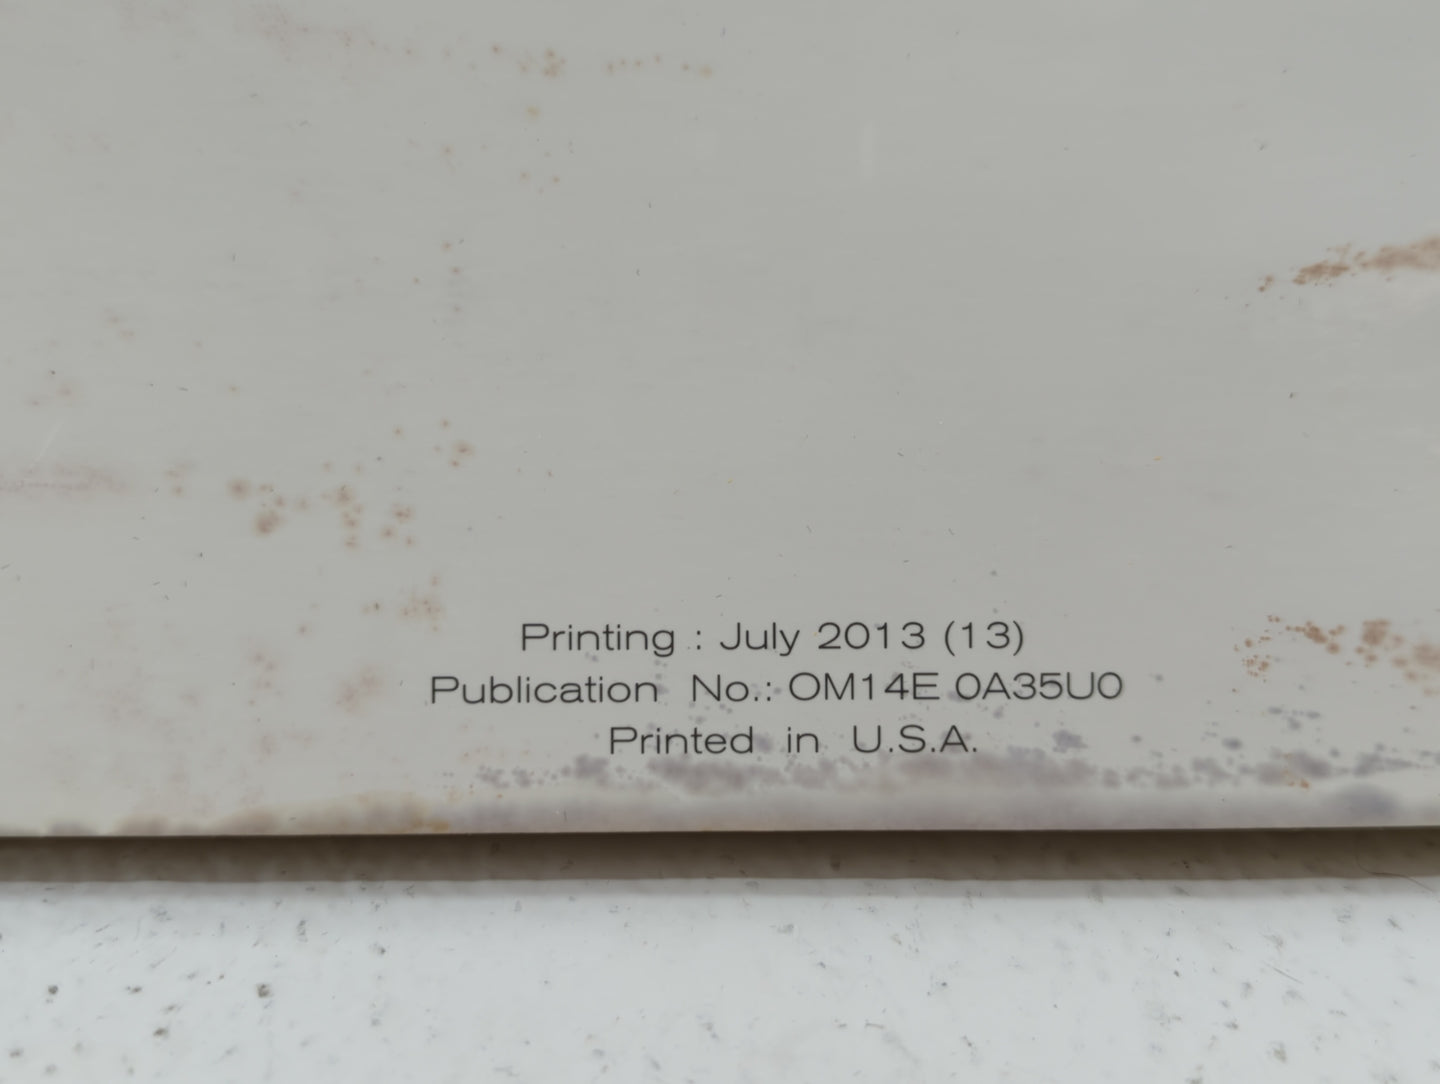 Printing : July 2013 (13)
Publication No.: OM14E 0A35U0
Printed in U.S.A.